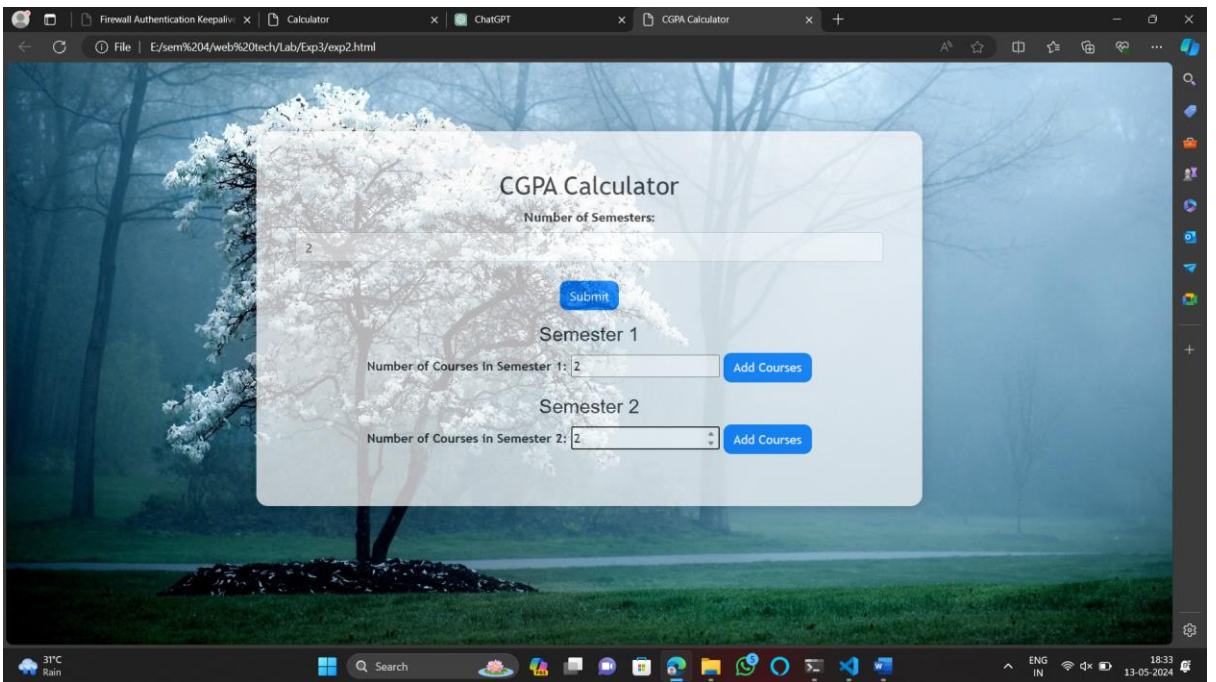 Firewall Authentication Keepaliv
Calculator
ChatGPT
CGPA Calculator
File
E:/sem%204/web%20tech/Lab/Exp3/exp2.html
CGPA Calculator
Number of Semesters:
2
Submit
Semester 1
Number of Courses in Semester 1: 2 Add Courses
Semester 2
Number of Courses in Semester 2: 2 Add Courses
31°C
Rain
Search
ENG
IN
18:33
13-05-2024